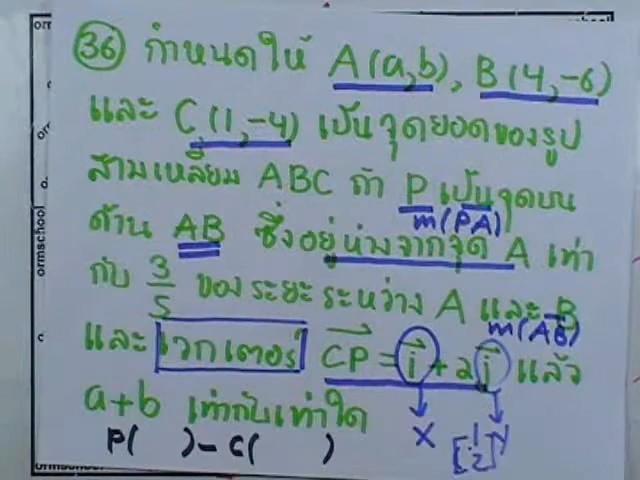 36 กำหนดให้ A(a,b), B(4,-6)
และ C(1,-4) เป็นจุดยอดของรูป
สามเหลี่ยม ABC ถ้า P เป็นจุดบน
m(PA)
ด้าน AB ซึ่งอยู่ห่างจากจุด A เท่า
กับ 3/5 ของระยะระหว่าง A และ B
m(AB)
และ เวกเตอร์ CP = i + 2j แล้ว
a+b เท่ากับเท่าใด
X [1 2] y
P( ) - C( )
ormschool
ormschool
ormschool